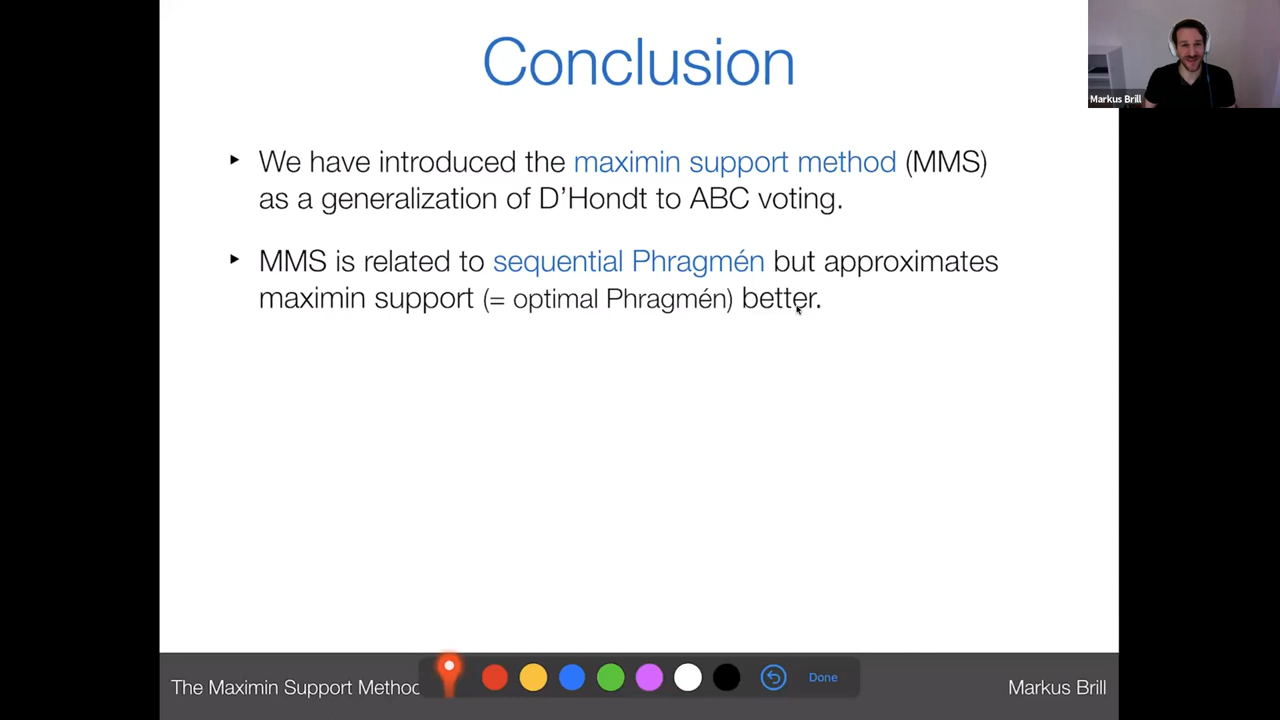 Conclusion
Markus Brill
‣ We have introduced the maximin support method (MMS)
as a generalization of D’Hondt to ABC voting.
‣ MMS is related to sequential Phragmén but approximates
maximin support (= optimal Phragmén) better.
The Maximin Support Method
Done
Markus Brill